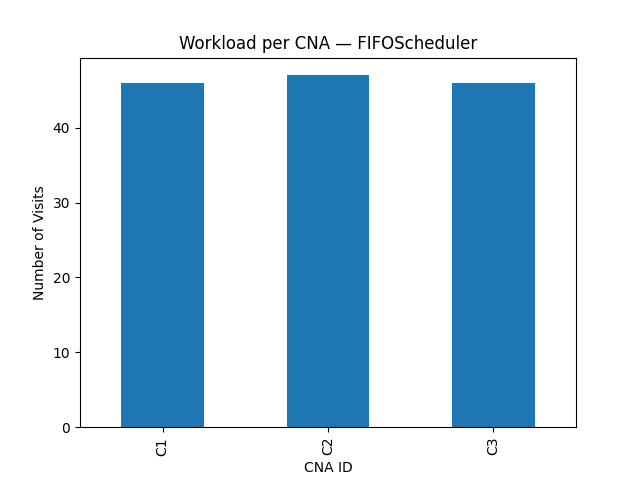 Workload per CNA — FIFOScheduler
Number of Visits
40
30
20
10
0
C1
C2
C3
CNA ID